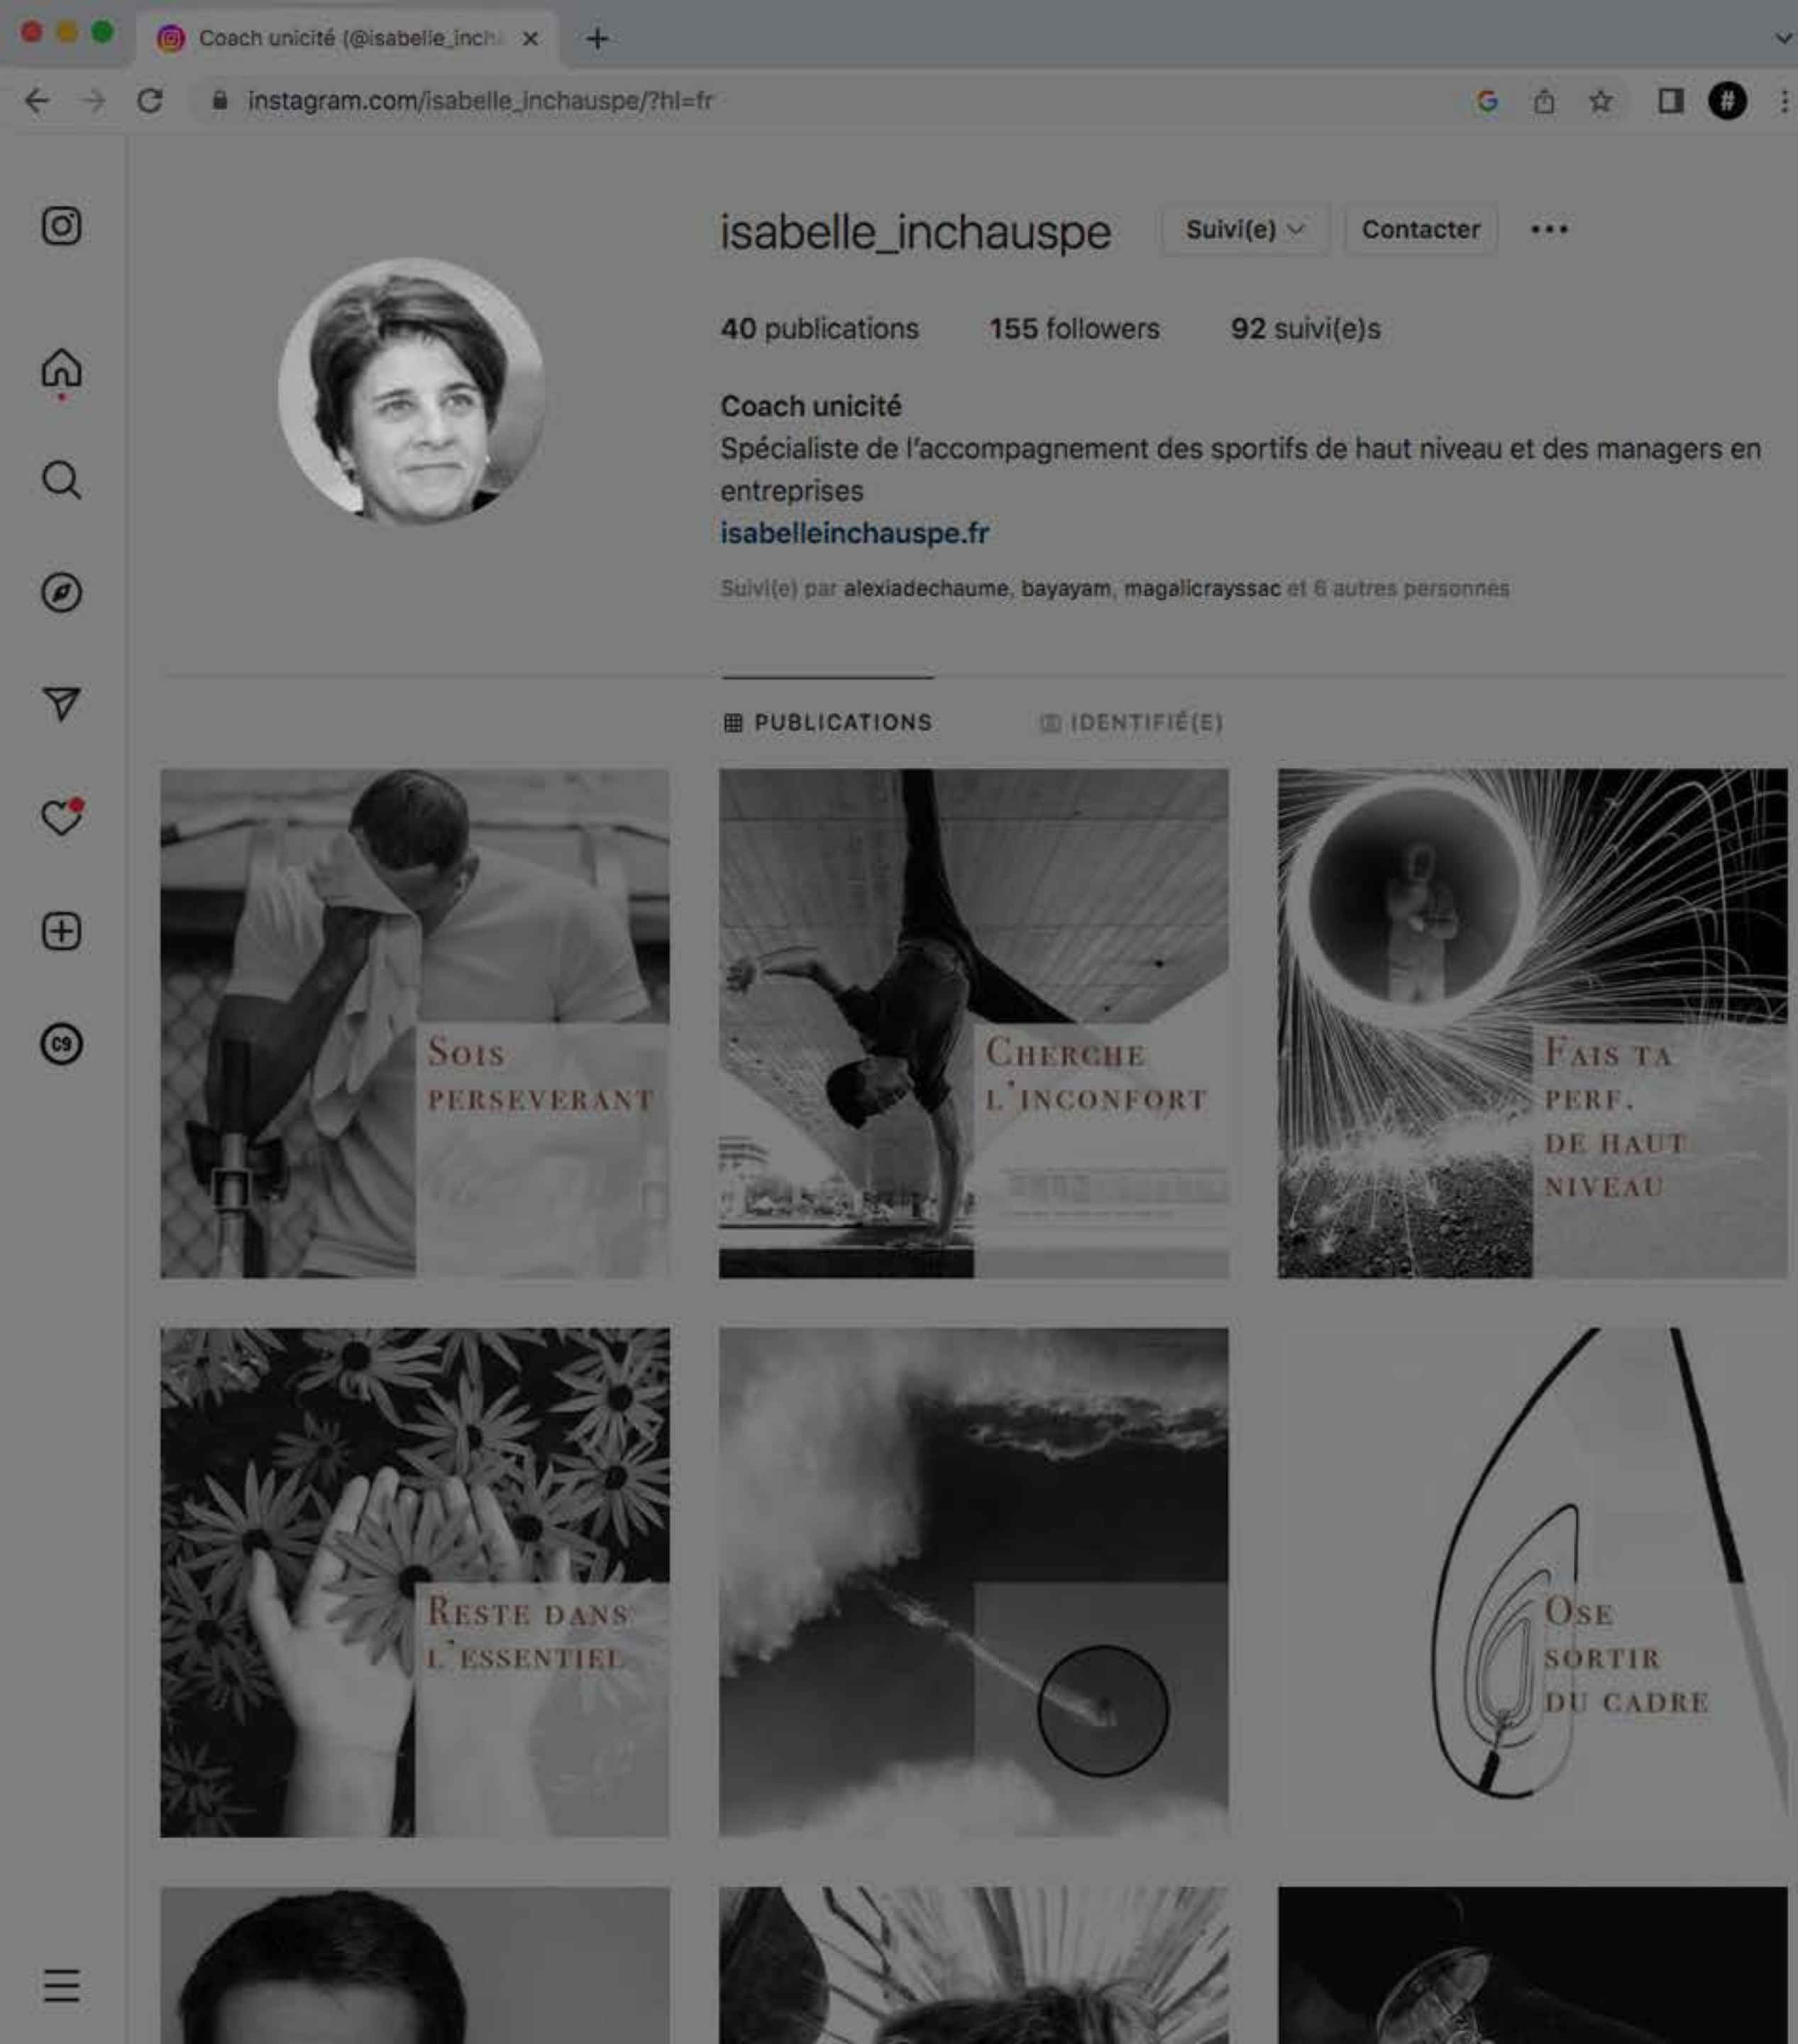 Coach unicité (@isabelle_inch
instagram.com/isabelle_inchauspe/?hl=fr
#
isabelle_inchauspe
Suivi(e)
Contacter
40 publications
155 followers
92 suivi(e)s
Coach unicité
Spécialiste de l'accompagnement des sportifs de haut niveau et des managers en
entreprises
isabelleinchauspe.fr
Suivi(e) par alexiadechaume, bayayam, magalicrayssac et 6 autres personnes
PUBLICATIONS
IDENTIFIÉ(E)
C9
SOIS
PERSEVERANT
CHERCHE
L'INCONFORT
FAIS TA
PERF.
DE HAUT
NIVEAU
RESTE DANS
L'ESSENTIEL
OSE
SORTIR
DU CADRE